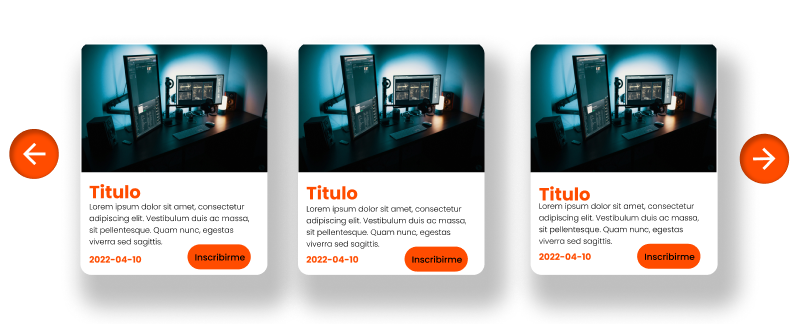 Titulo
Lorem ipsum dolor sit amet, consectetur
adipiscing elit. Vestibulum duis ac massa,
sit pellentesque. Quam nunc, egestas
viverra sed sagittis.
2022-04-10
Inscribirme
Titulo
Lorem ipsum dolor sit amet, consectetur
adipiscing elit. Vestibulum duis ac massa,
sit pellentesque. Quam nunc, egestas
viverra sed sagittis.
2022-04-10
Inscribirme
Titulo
Lorem ipsum dolor sit amet, consectetur
adipiscing elit. Vestibulum duis ac massa,
sit pellentesque. Quam nunc, egestas
viverra sed sagittis.
2022-04-10
Inscribirme